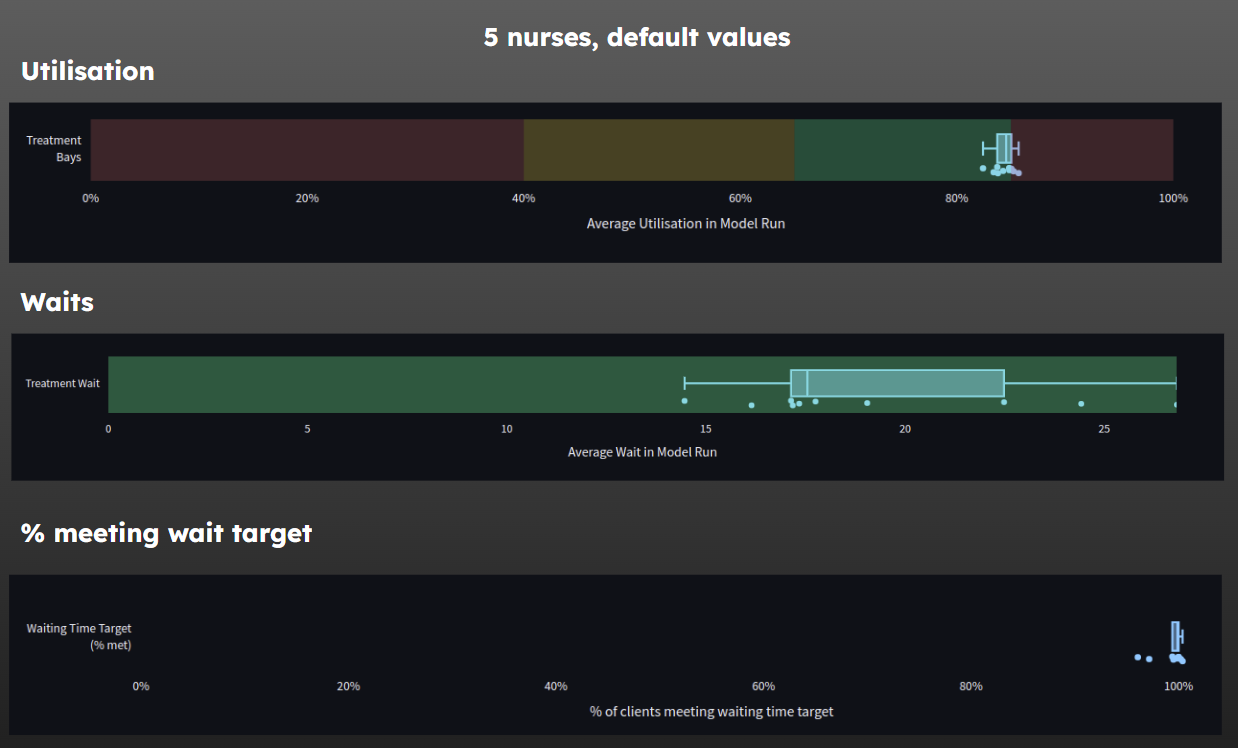 5 nurses, default values
Utilisation
Treatment
Bays
0% 20% 40% 60% 80% 100%
Average Utilisation in Model Run
Waits
Treatment Wait
0 5 10 15 20 25
Average Wait in Model Run
% meeting wait target
Waiting Time Target
(% met)
0% 20% 40% 60% 80% 100%
% of clients meeting waiting time target